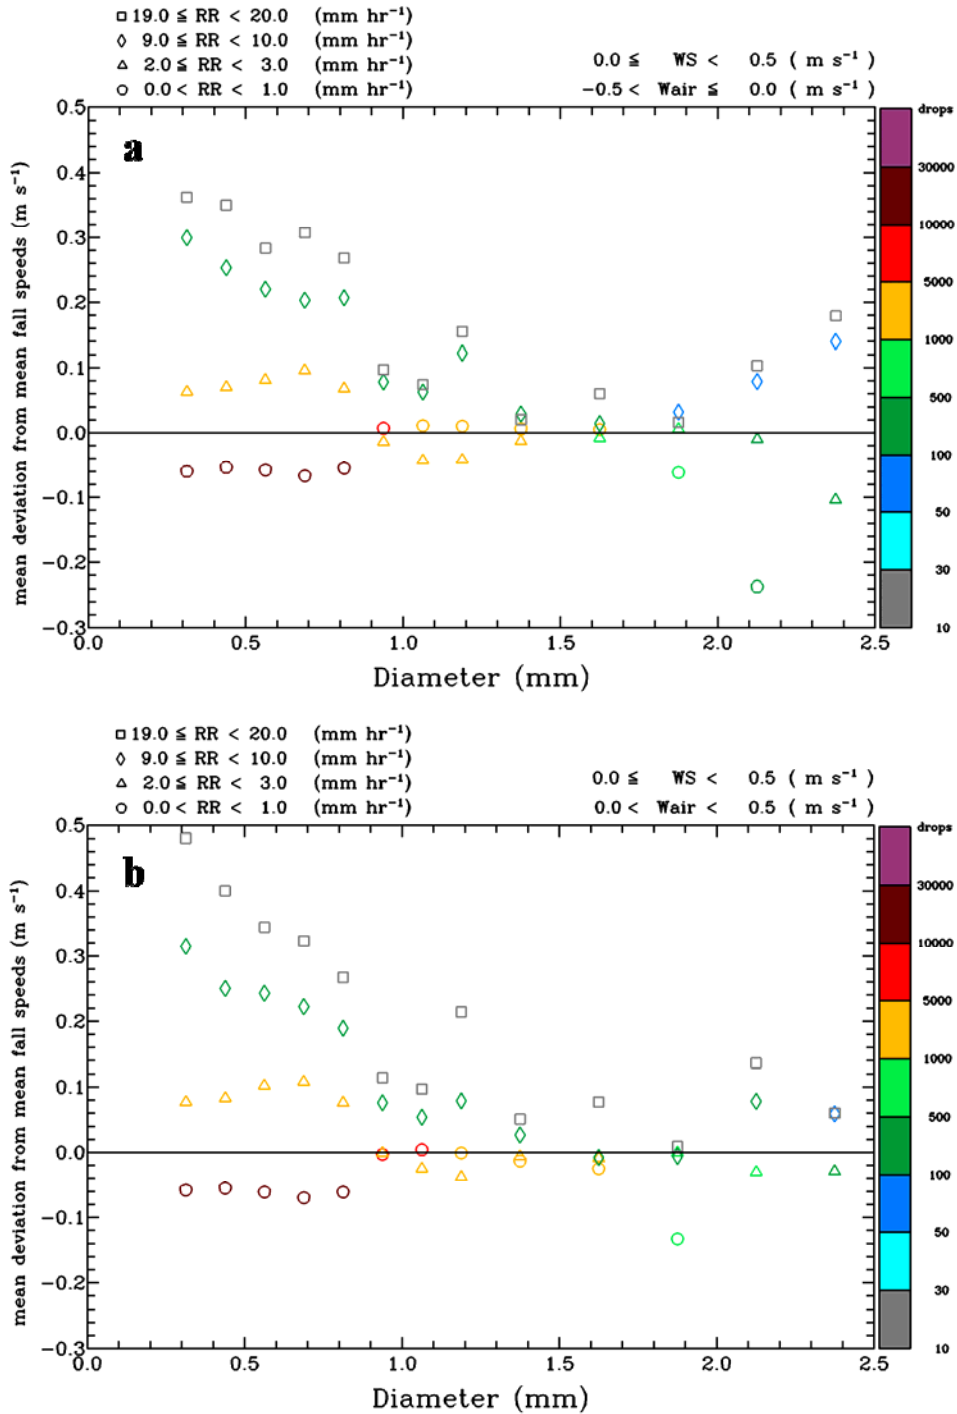 □ 19.0 ≦ RR < 20.0 (mm hr⁻¹)
◇ 9.0 ≦ RR < 10.0 (mm hr⁻¹)
△ 2.0 ≦ RR < 3.0 (mm hr⁻¹)
○ 0.0 < RR < 1.0 (mm hr⁻¹)
0.0 ≦ WS < 0.5 ( m s⁻¹)
−0.5 < Wair ≦ 0.0 ( m s⁻¹)
a
mean deviation from mean fall speeds (m s⁻¹)
0.5
0.4
0.3
0.2
0.1
0.0
−0.1
−0.2
−0.3
0.0 0.5 1.0 1.5 2.0 2.5
Diameter (mm)
drops
30000
10000
5000
1000
500
100
50
30
10
□ 19.0 ≦ RR < 20.0 (mm hr⁻¹)
◇ 9.0 ≦ RR < 10.0 (mm hr⁻¹)
△ 2.0 ≦ RR < 3.0 (mm hr⁻¹)
○ 0.0 < RR < 1.0 (mm hr⁻¹)
0.0 ≦ WS < 0.5 ( m s⁻¹)
0.0 < Wair < 0.5 ( m s⁻¹)
b
mean deviation from mean fall speeds (m s⁻¹)
0.5
0.4
0.3
0.2
0.1
0.0
−0.1
−0.2
−0.3
0.0 0.5 1.0 1.5 2.0 2.5
Diameter (mm)
drops
30000
10000
5000
1000
500
100
50
30
10